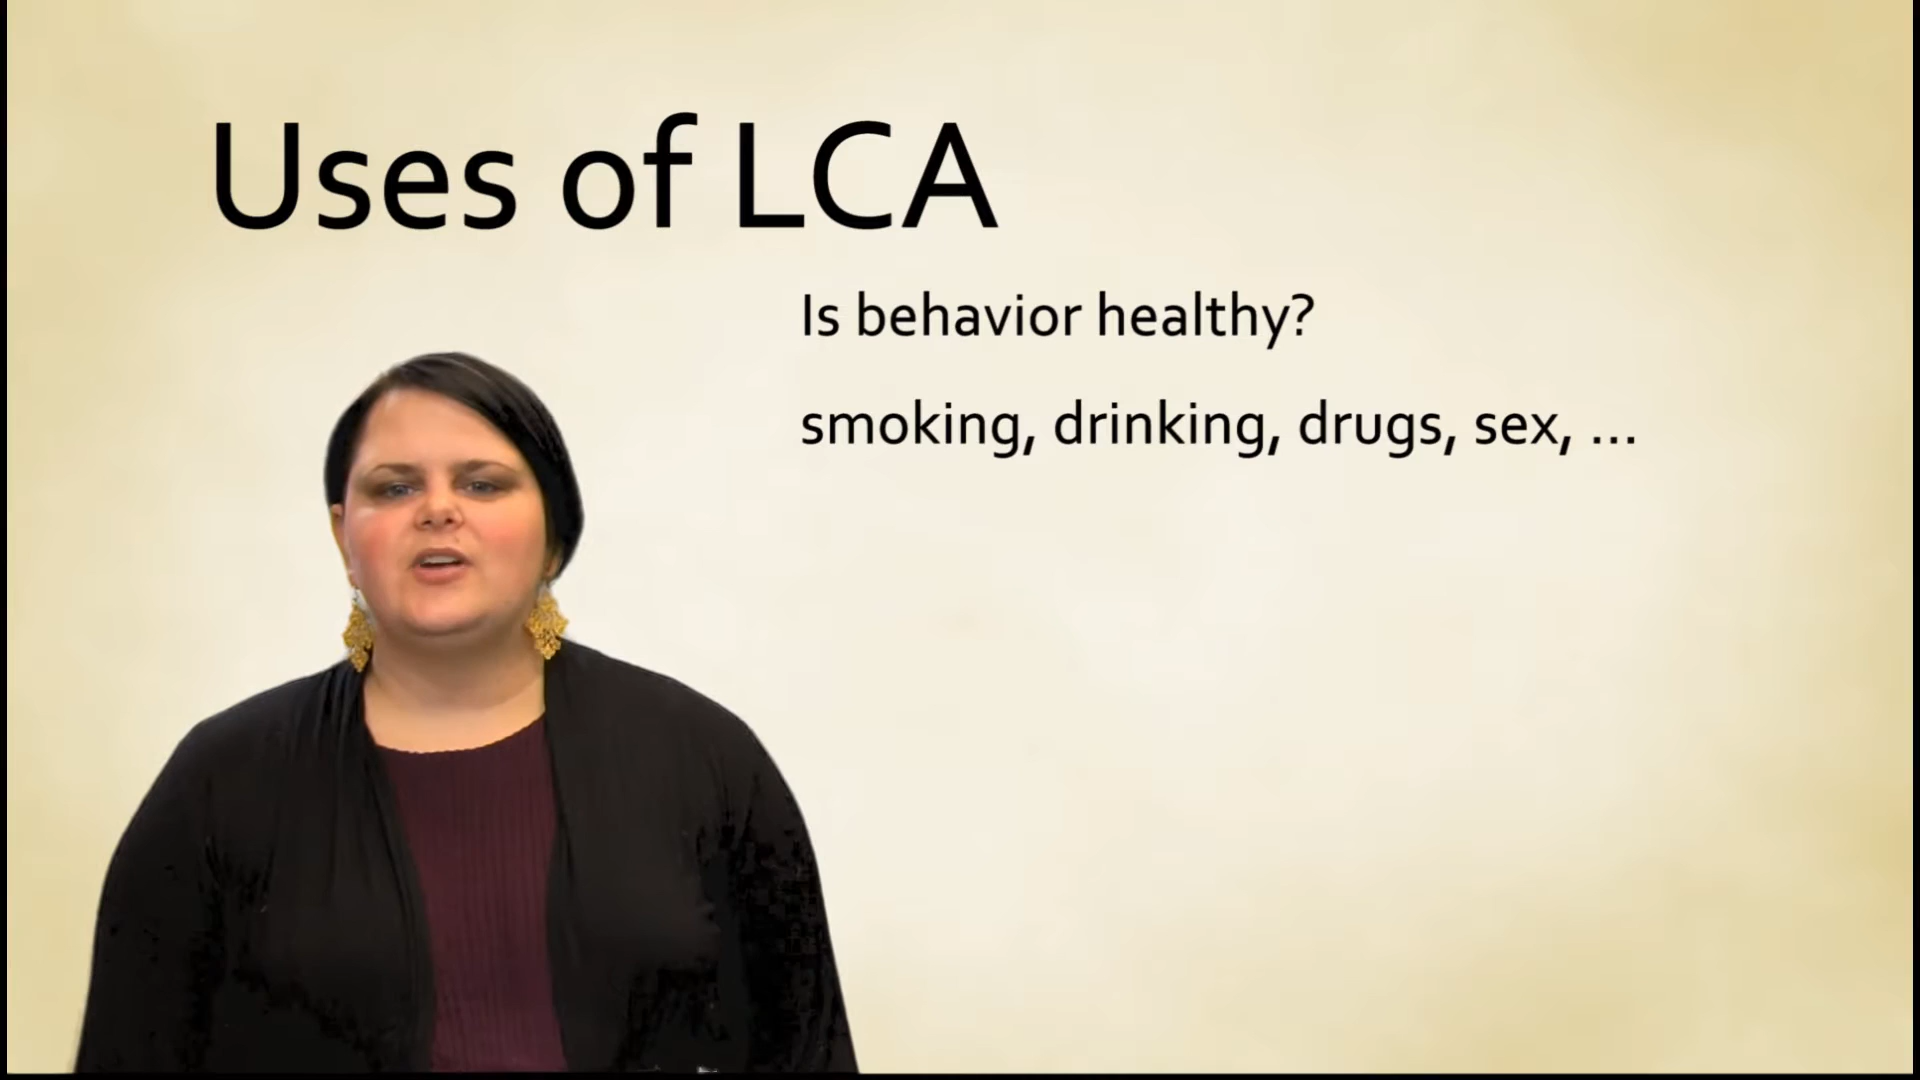 Uses of LCA
Is behavior healthy?
smoking, drinking, drugs, sex, ...